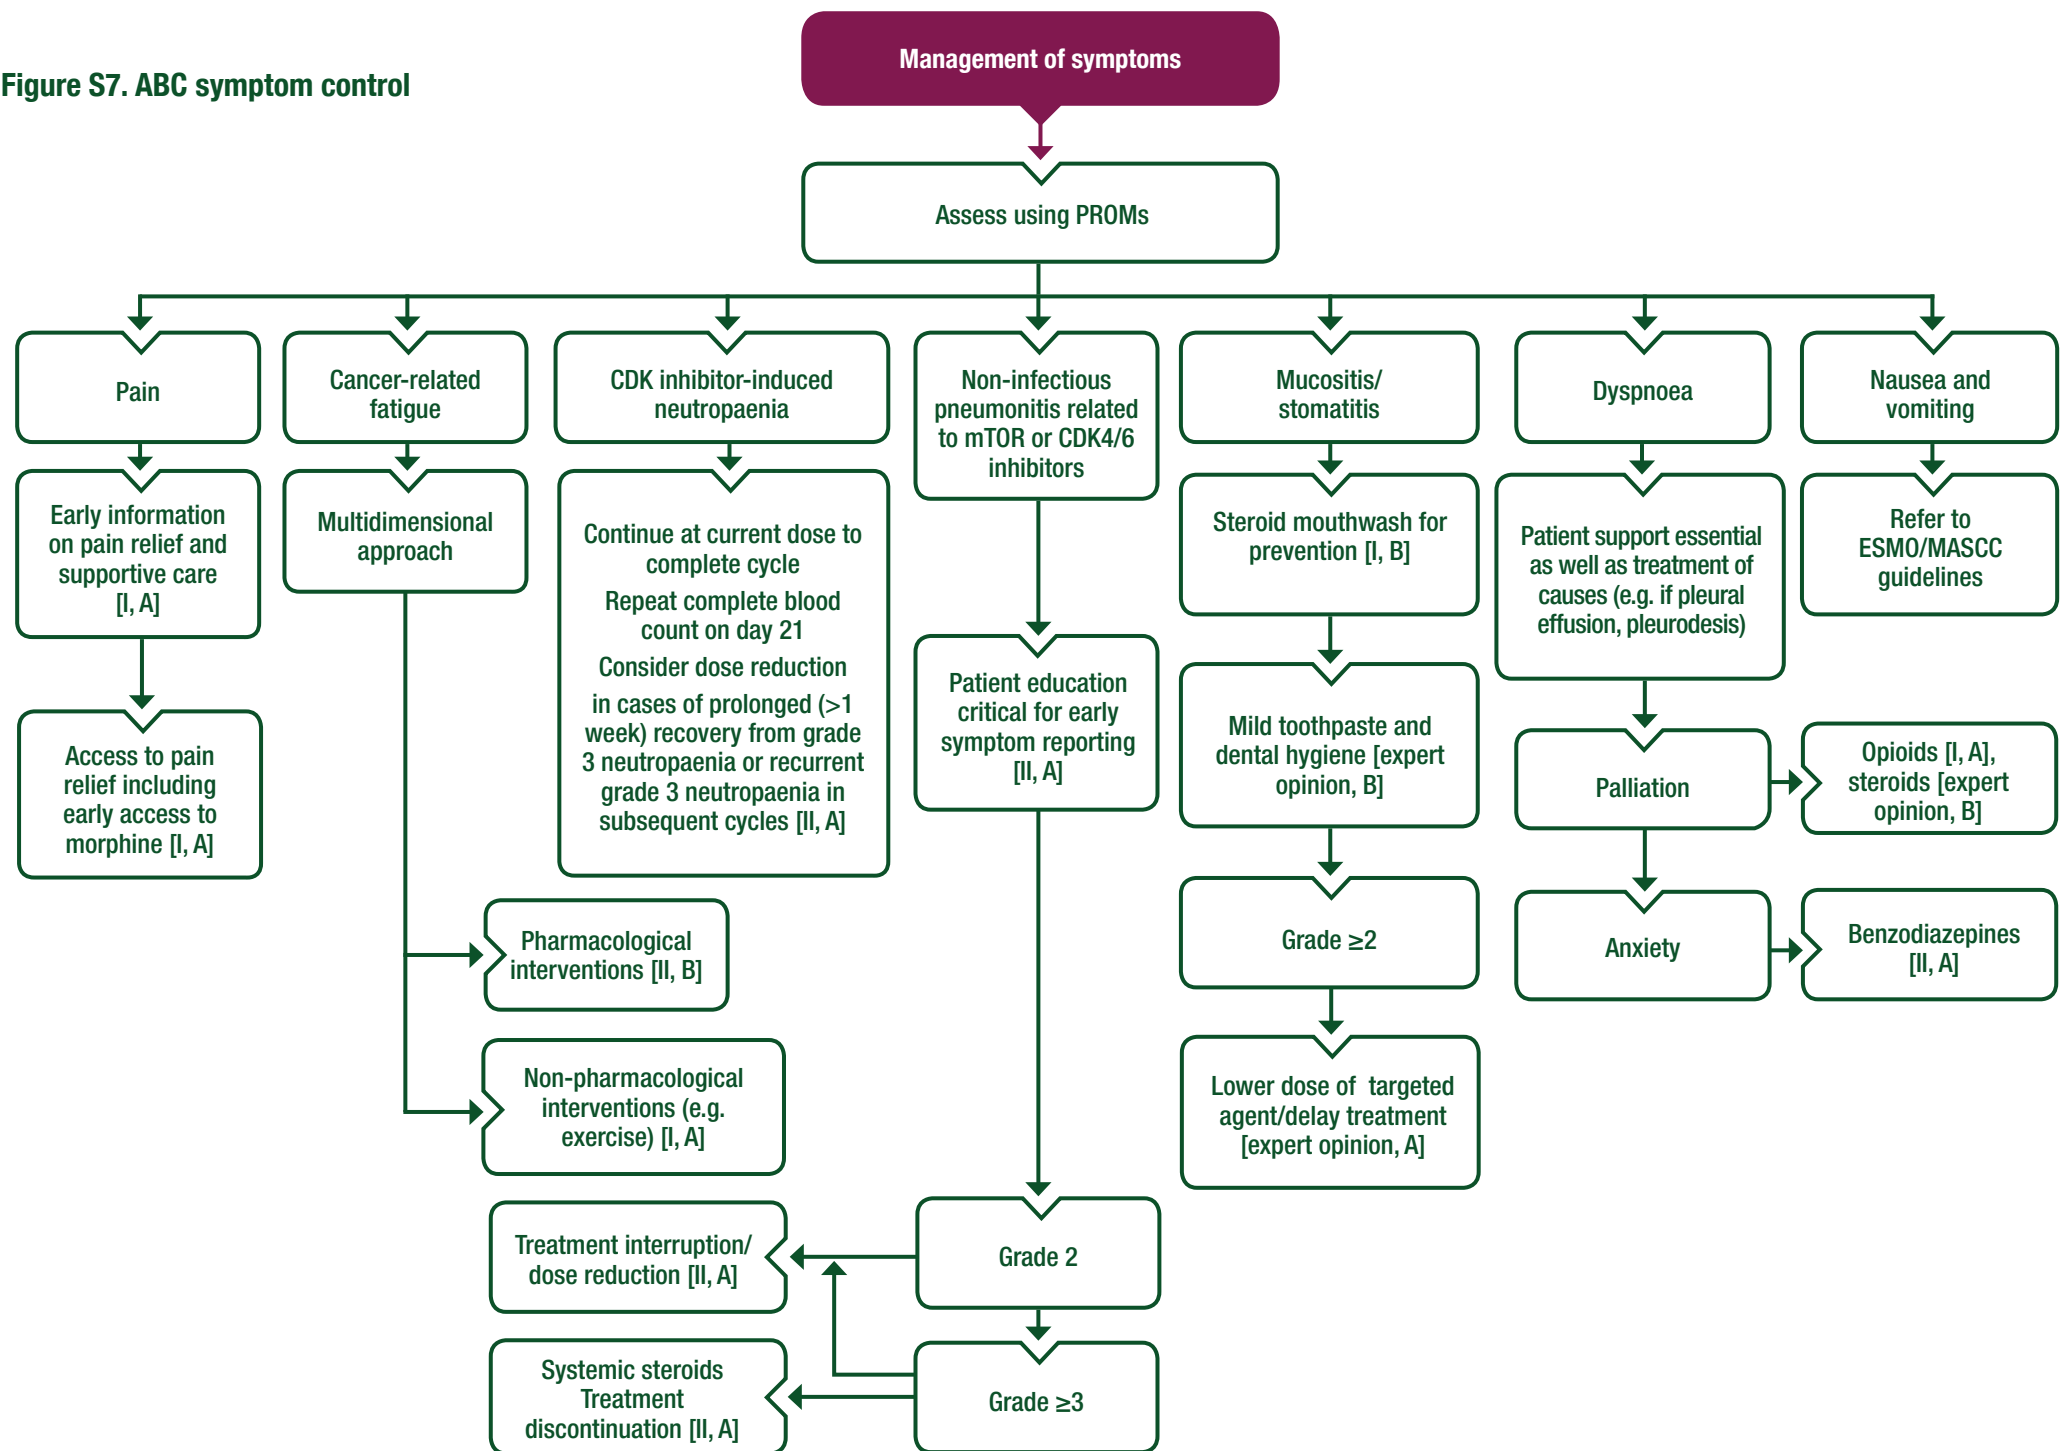 Management of symptoms
Figure S7. ABC symptom control
Assess using PROMs
Pain
Cancer-related
fatigue
CDK inhibitor-induced
neutropaenia
Non-infectious
pneumonitis related
to mTOR or CDK4/6
inhibitors
Mucositis/
stomatitis
Dyspnoea
Nausea and
vomiting
Early information
on pain relief and
supportive care
[I, A]
Multidimensional
approach
Continue at current dose to
complete cycle
Repeat complete blood
count on day 21
Consider dose reduction
in cases of prolonged (>1
week) recovery from grade
3 neutropaenia or recurrent
grade 3 neutropaenia in
subsequent cycles [II, A]
Steroid mouthwash for
prevention [I, B]
Patient support essential
as well as treatment of
causes (e.g. if pleural
effusion, pleurodesis)
Refer to
ESMO/MASCC
guidelines
Access to pain
relief including
early access to
morphine [I, A]
Patient education
critical for early
symptom reporting
[II, A]
Mild toothpaste and
dental hygiene [expert
opinion, B]
Palliation
Opioids [I, A],
steroids [expert
opinion, B]
Pharmacological
interventions [II, B]
Grade ≥2
Anxiety
Benzodiazepines
[II, A]
Non-pharmacological
interventions (e.g.
exercise) [I, A]
Lower dose of  targeted
agent/delay treatment
[expert opinion, A]
Treatment interruption/
dose reduction [II, A]
Grade 2
Systemic steroids
Treatment
discontinuation [II, A]
Grade ≥3